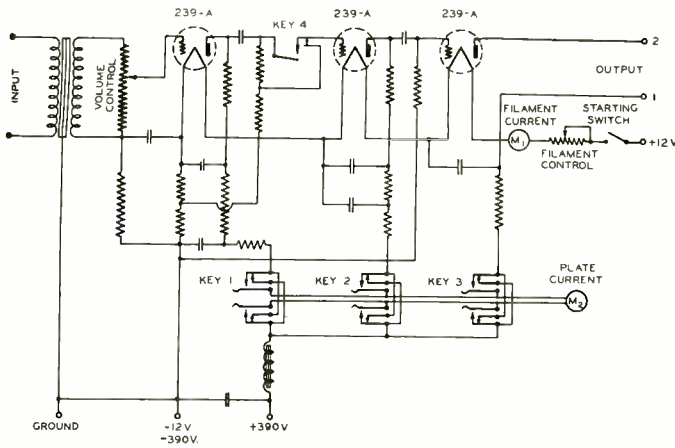 239-A
KEY 4
239-A
239-A
2
INPUT
VOLUME
CONTROL
OUTPUT
1
FILAMENT
CURRENT
STARTING
SWITCH
M1
+12V
FILAMENT
CONTROL
KEY 1
KEY 2
KEY 3
PLATE
CURRENT
M2
GROUND
-12V
-390V.
+390V